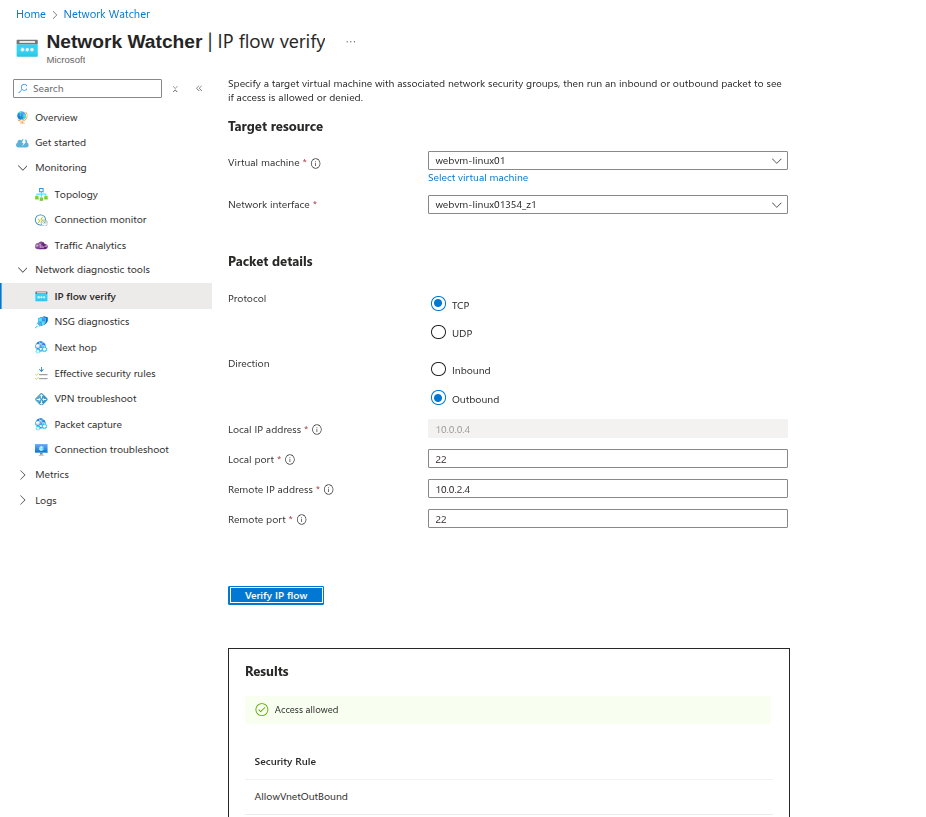 Home > Network Watcher
Network Watcher | IP flow verify ...
Microsoft
Search
Overview
Get started
Monitoring
Topology
Connection monitor
Traffic Analytics
Network diagnostic tools
IP flow verify
NSG diagnostics
Next hop
Effective security rules
VPN troubleshoot
Packet capture
Connection troubleshoot
Metrics
Logs
Specify a target virtual machine with associated network security groups, then run an inbound or outbound packet to see
if access is allowed or denied.
Target resource
Virtual machine *
webvm-linux01
Select virtual machine
Network interface *
webvm-linux01354_z1
Packet details
Protocol
TCP
UDP
Direction
Inbound
Outbound
Local IP address *
10.0.0.4
Local port *
22
Remote IP address *
10.0.2.4
Remote port *
22
Verify IP flow
Results
Access allowed
Security Rule
AllowVnetOutBound